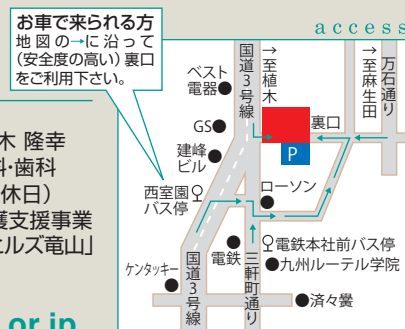 お車で来られる方
地図の→に沿って
(安全度の高い)裏口
をご利用下さい。
access
国道3号線
→至植木
→至麻生田
万石通り
ベスト
電器
GS
裏口
P
建峰
ビル
木 隆幸
科・歯科
休日)
護支援事業
ヒルズ竜山」
西室園
バス停
ローソン
電鉄本社前バス停
九州ルーテル学院
電鉄
ケンタッキー
国道3号線
三軒町通り
済々黌
or.jp